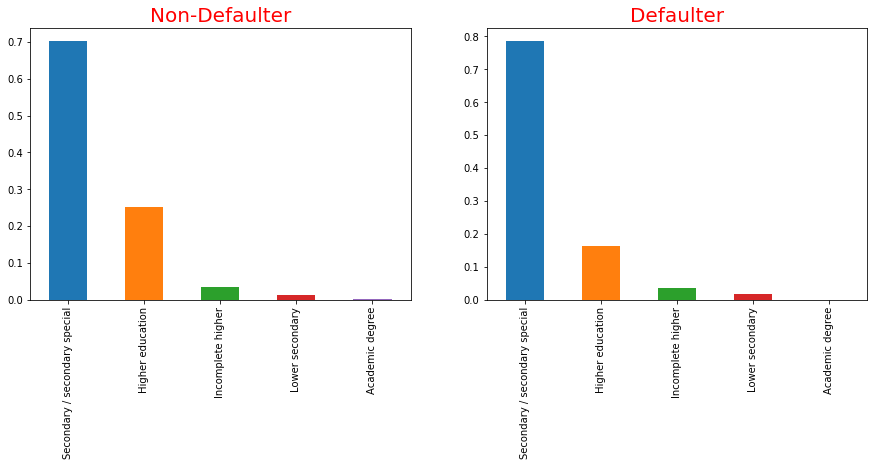 Non-Defaulter
0.7
0.6
0.5
0.4
0.3
0.2
0.1
0.0
Secondary / secondary special
Higher education
Incomplete higher
Lower secondary
Academic degree
Defaulter
0.8
0.7
0.6
0.5
0.4
0.3
0.2
0.1
0.0
Secondary / secondary special
Higher education
Incomplete higher
Lower secondary
Academic degree